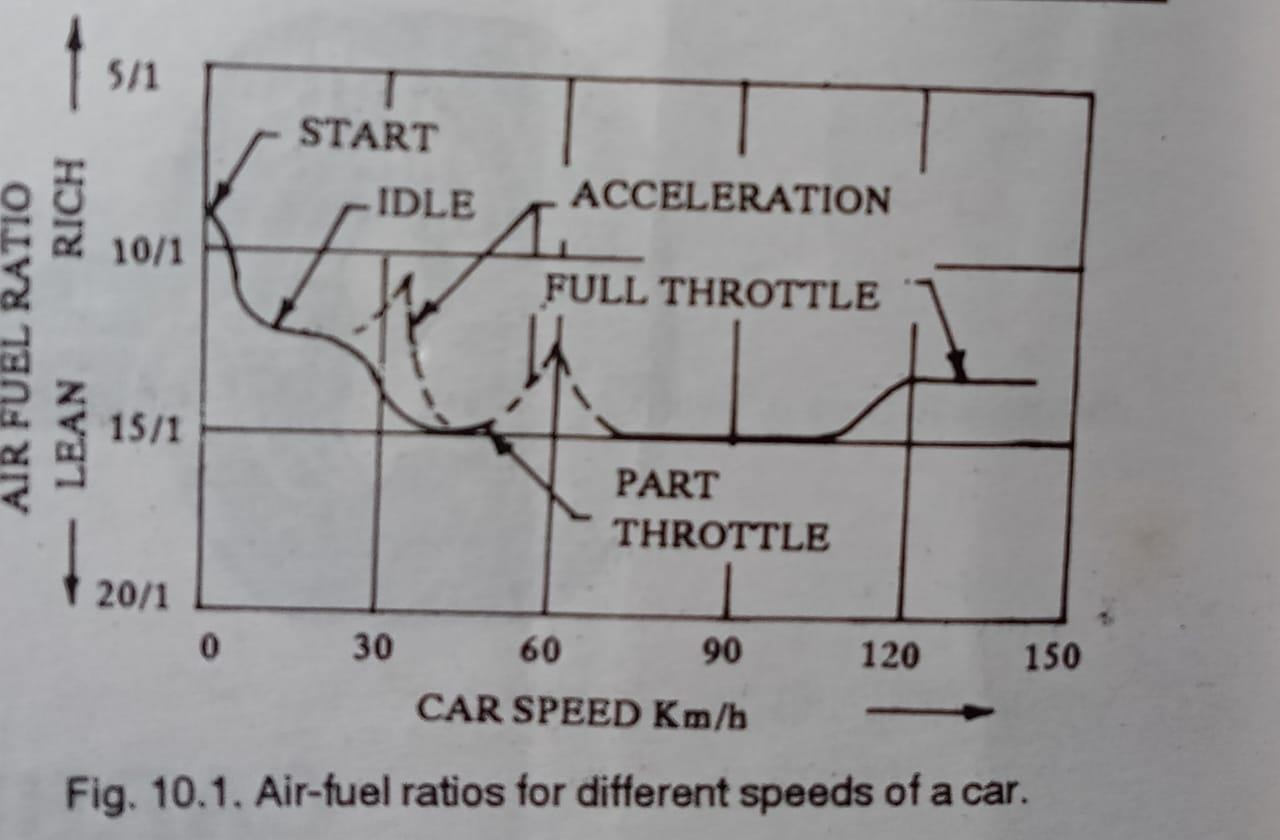 AIR FUEL RATIO
LEAN RICH
5/1
10/1
15/1
20/1
START
IDLE
ACCELERATION
FULL THROTTLE
PART
THROTTLE
0 30 60 90 120 150
CAR SPEED Km/h
Fig. 10.1. Air-fuel ratios for different speeds of a car.